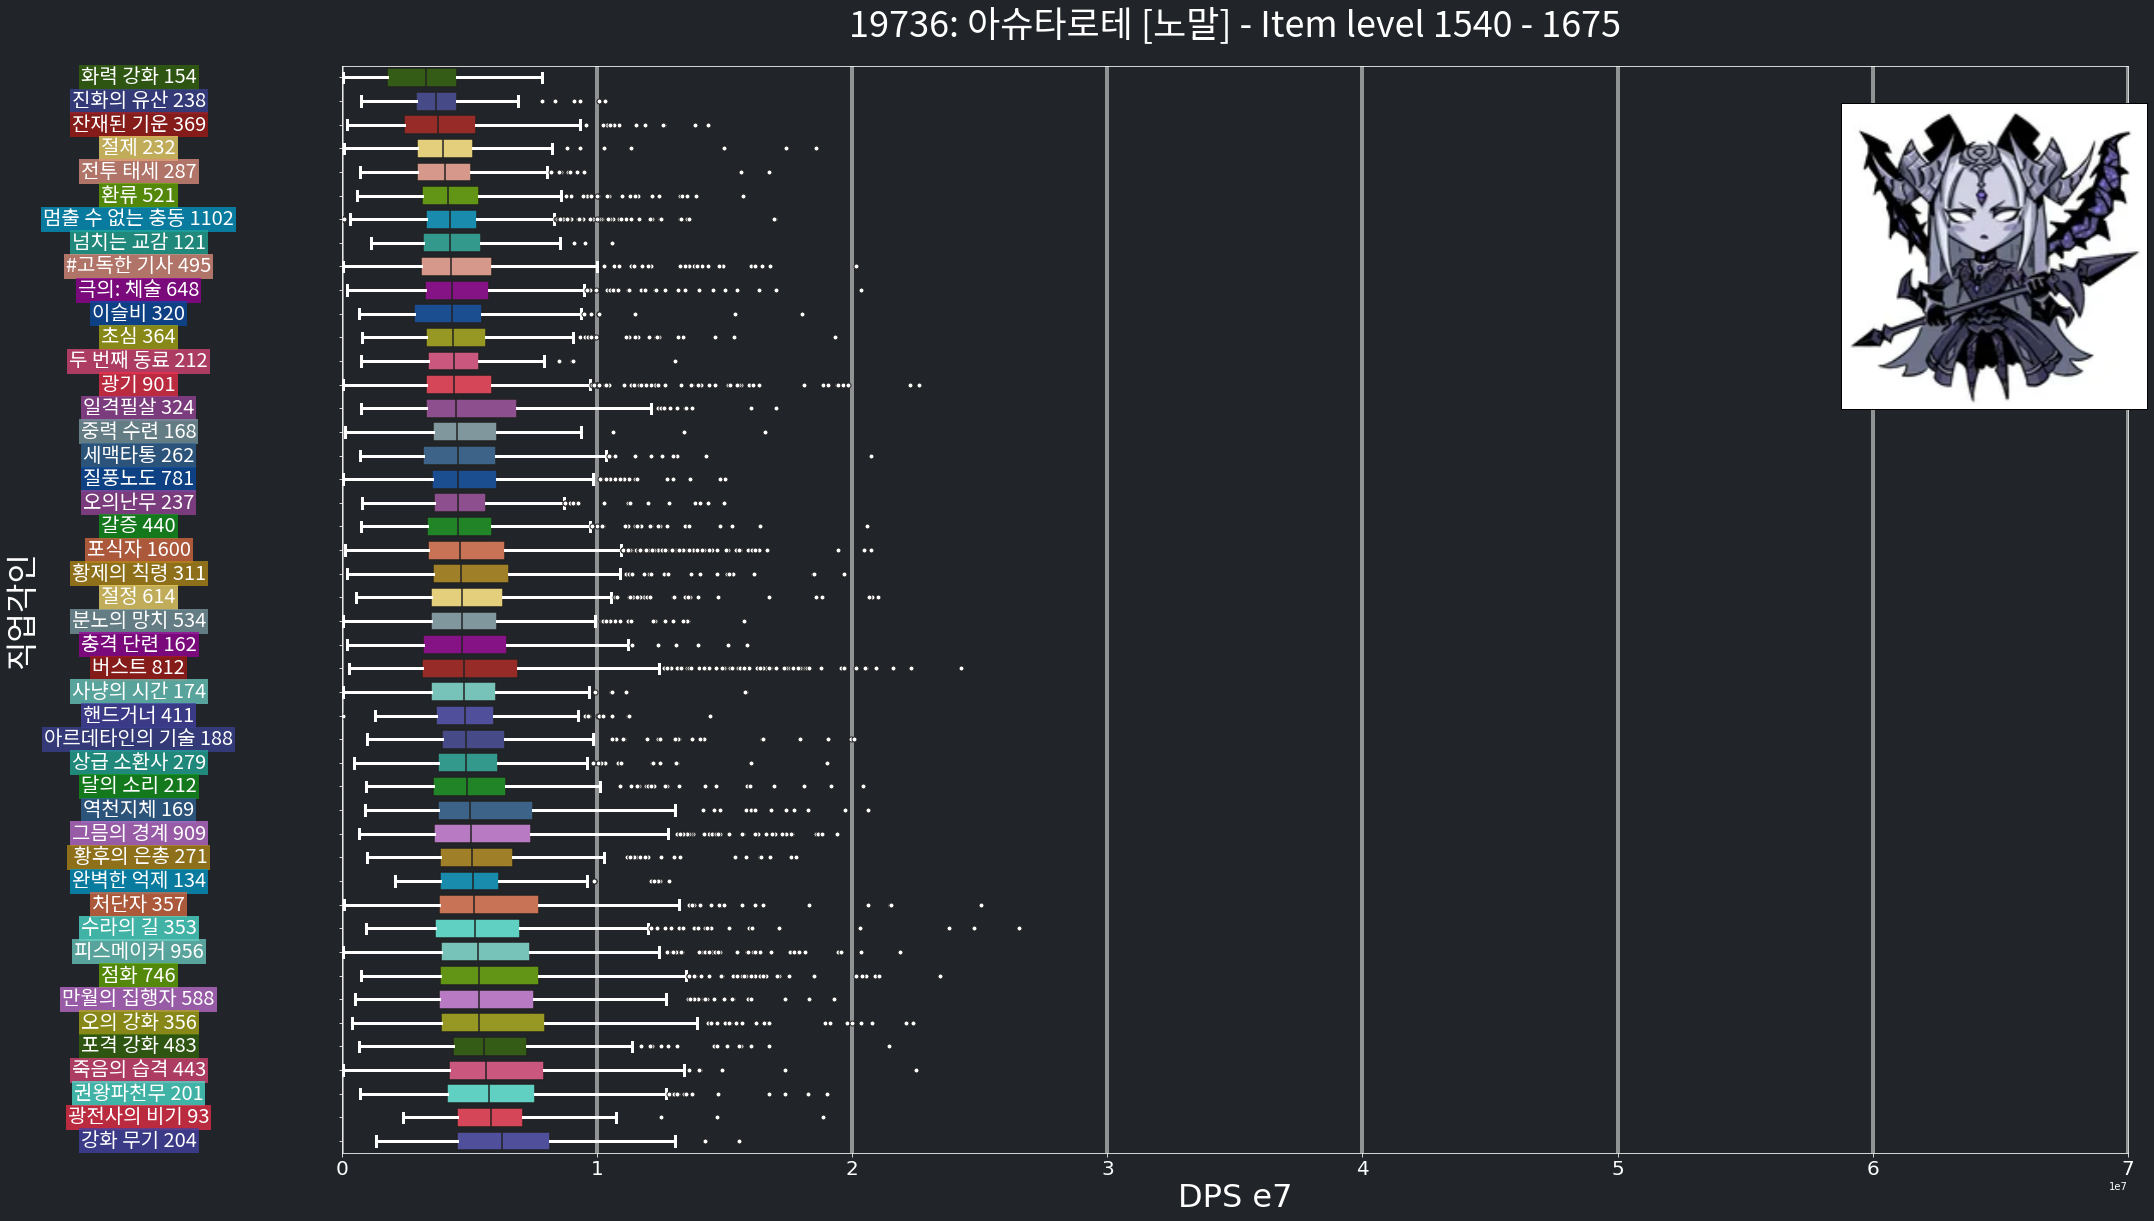 19736: 아슈타로테 [노말] - Item level 1540 - 1675
화력 강화 154
진화의 유산 238
잔재된 기운 369
절제 232
전투 태세 287
환류 521
멈출 수 없는 충동 1102
넘치는 교감 121
#고독한 기사 495
극의: 체술 648
이슬비 320
초심 364
두 번째 동료 212
광기 901
일격필살 324
중력 수련 168
세맥타통 262
질풍노도 781
오의난무 237
갈증 440
포식자 1600
황제의 칙령 311
절정 614
분노의 망치 534
충격 단련 162
버스트 812
사냥의 시간 174
핸드거너 411
아르데타인의 기술 188
상급 소환사 279
달의 소리 212
역천지체 169
그믐의 경계 909
황후의 은총 271
완벽한 억제 134
처단자 357
수라의 길 353
피스메이커 956
점화 746
만월의 집행자 588
오의 강화 356
포격 강화 483
죽음의 습격 443
권왕파천무 201
광전사의 비기 93
강화 무기 204
직업각인
0 1 2 3 4 5 6 7
1e7
DPS e7